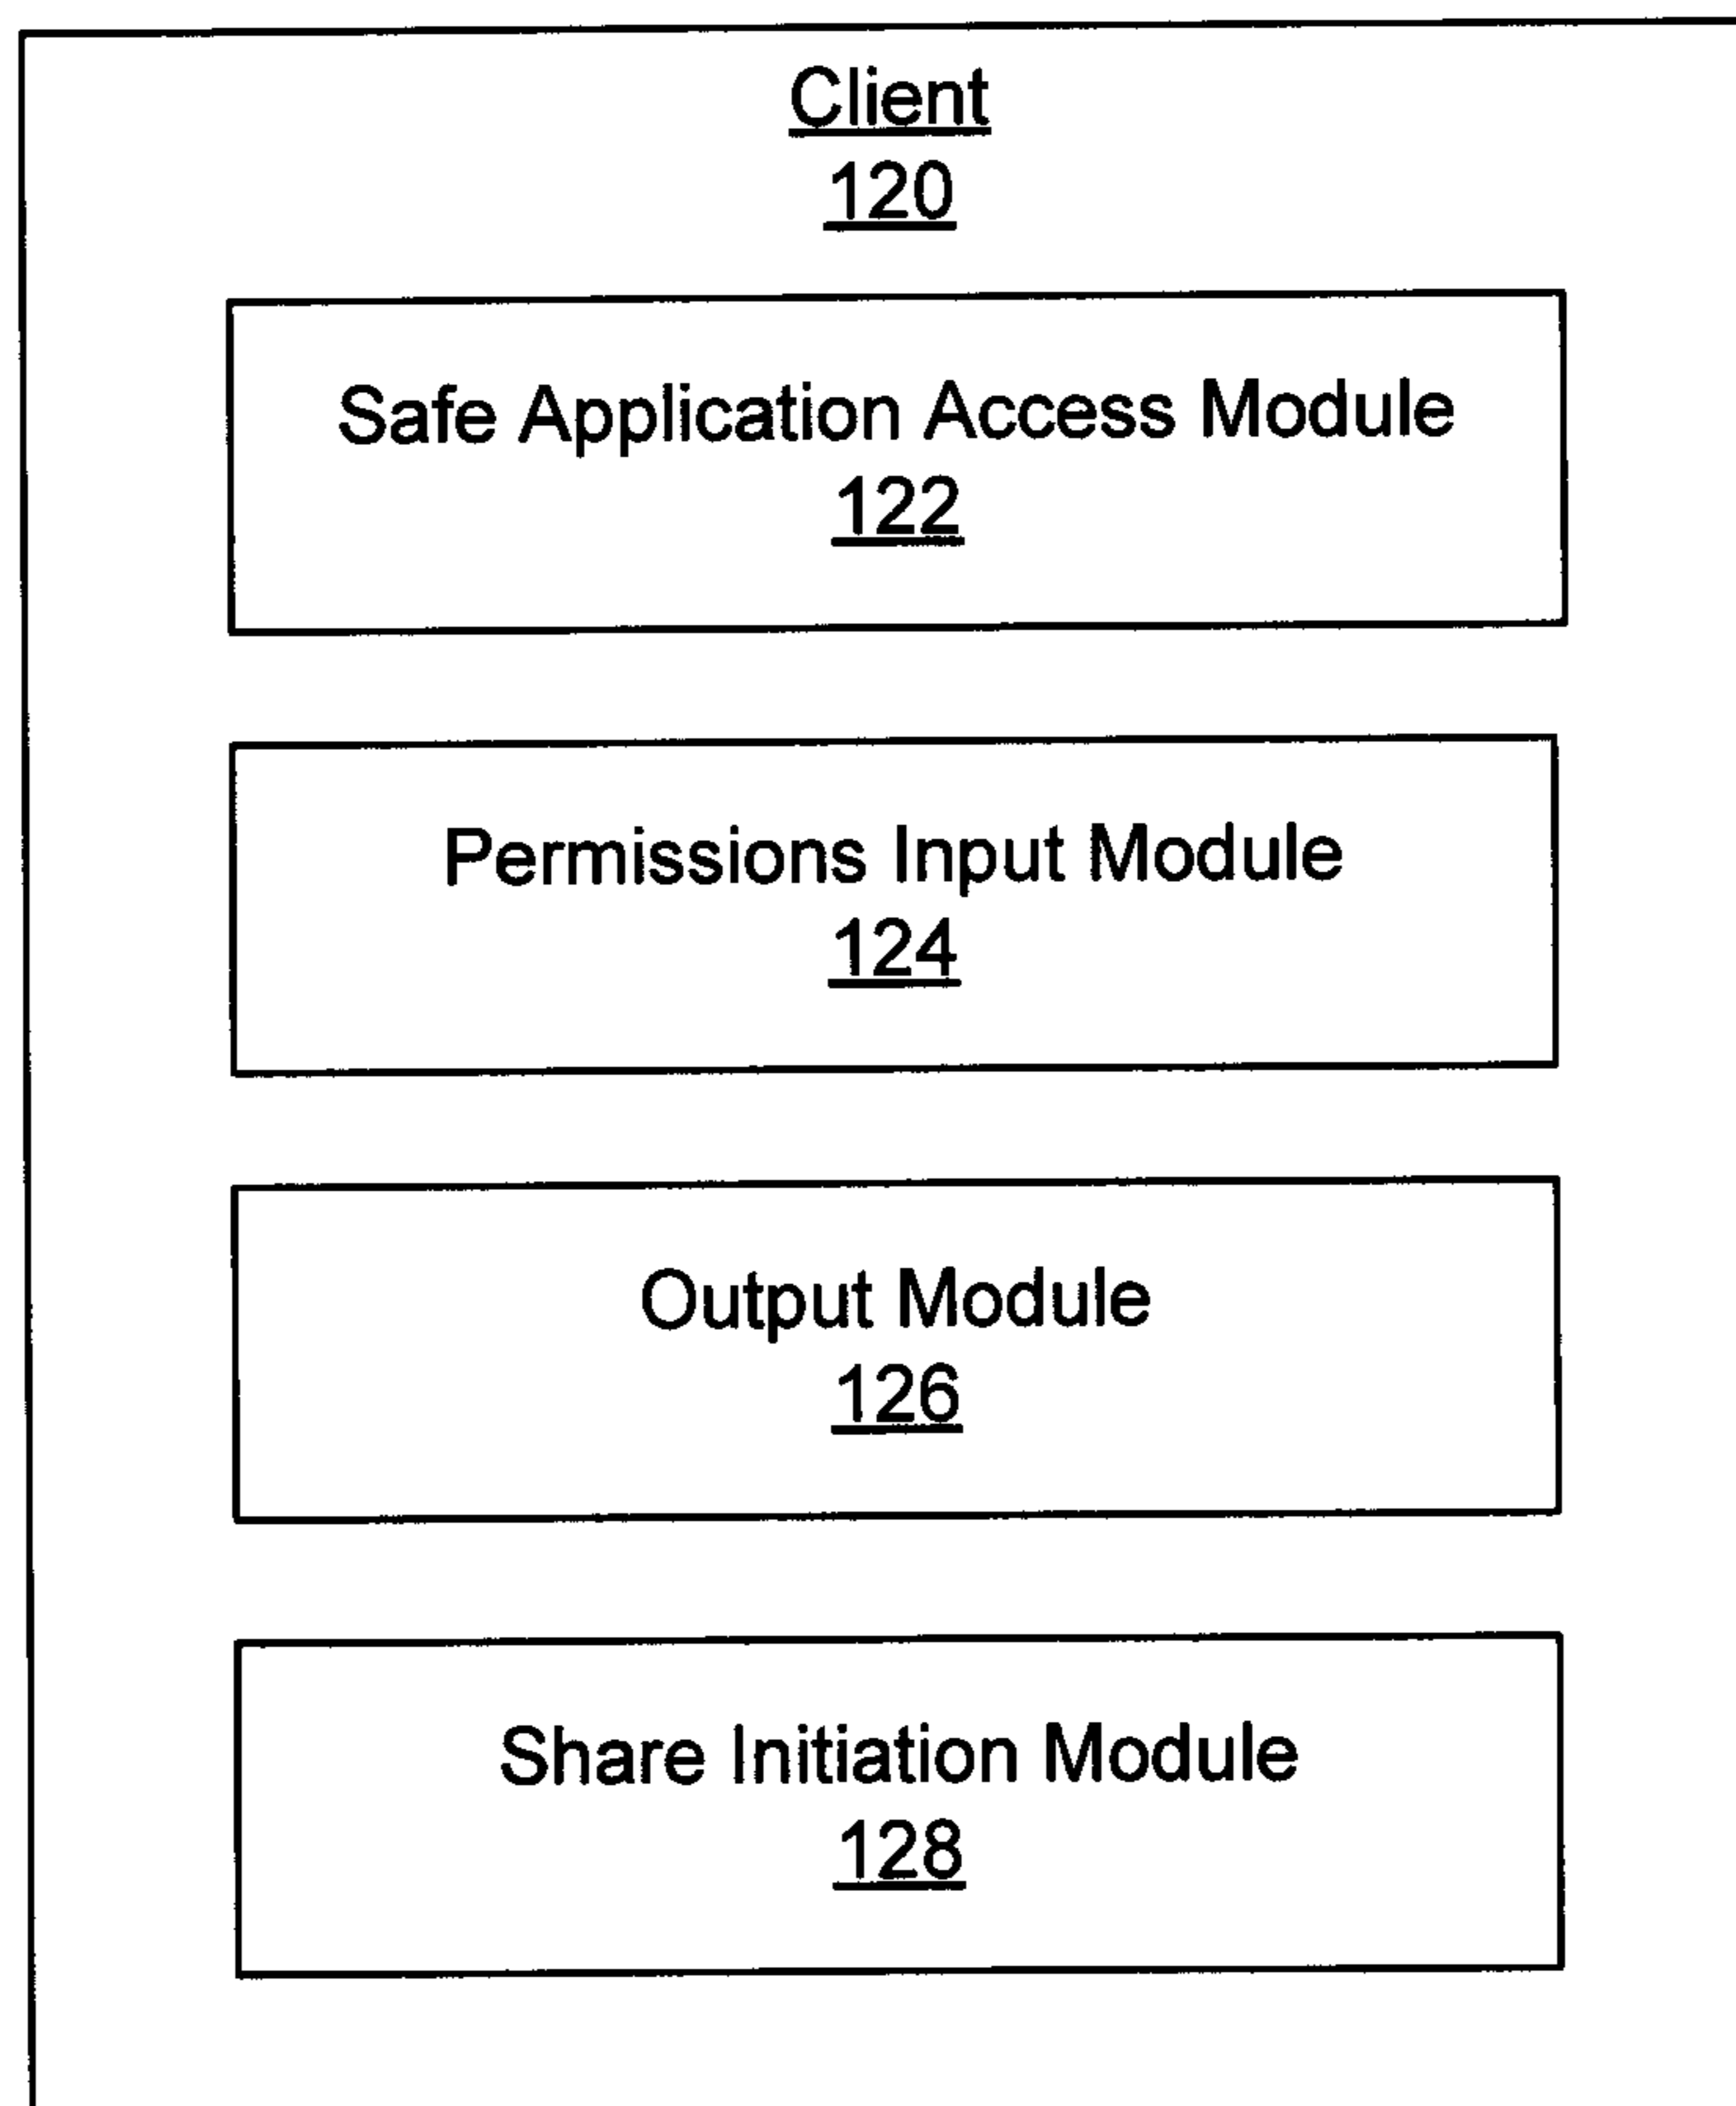 Client
120
Safe Application Access Module
122
Permissions Input Module
124
Output Module
126
Share Initiation Module
128